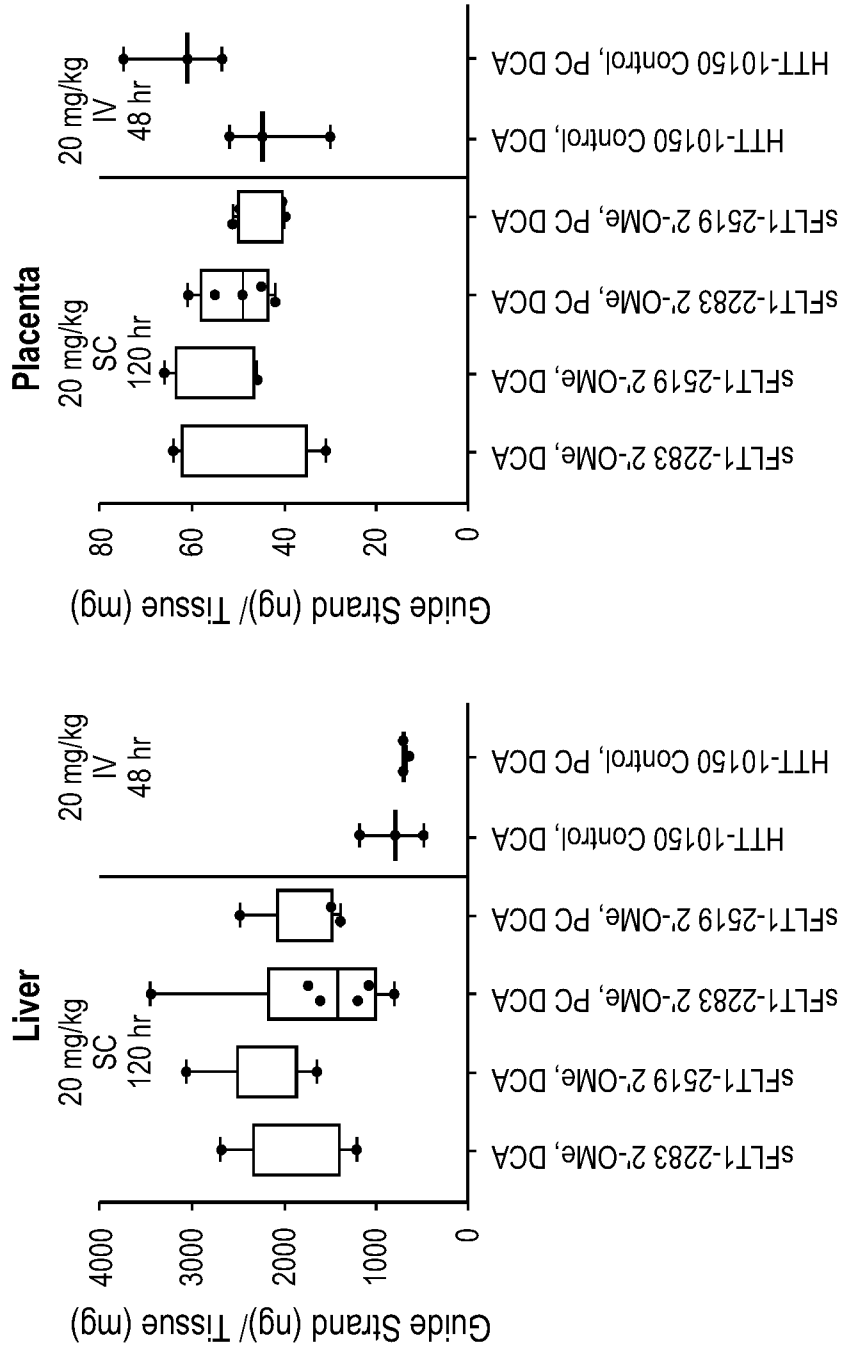 Liver
20 mg/kg
SC
120 hr
20 mg/kg
IV
48 hr
Guide Strand (ng)/ Tissue (mg)
4000
3000
2000
1000
0
sFLT1-2283 2'-OMe, DCA
sFLT1-2519 2'-OMe, DCA
sFLT1-2283 2'-OMe, PC DCA
sFLT1-2519 2'-OMe, PC DCA
HTT-10150 Control, DCA
HTT-10150 Control, PC DCA
Placenta
20 mg/kg
SC
120 hr
20 mg/kg
IV
48 hr
Guide Strand (ng)/ Tissue (mg)
80
60
40
20
0
sFLT1-2283 2'-OMe, DCA
sFLT1-2519 2'-OMe, DCA
sFLT1-2283 2'-OMe, PC DCA
sFLT1-2519 2'-OMe, PC DCA
HTT-10150 Control, DCA
HTT-10150 Control, PC DCA